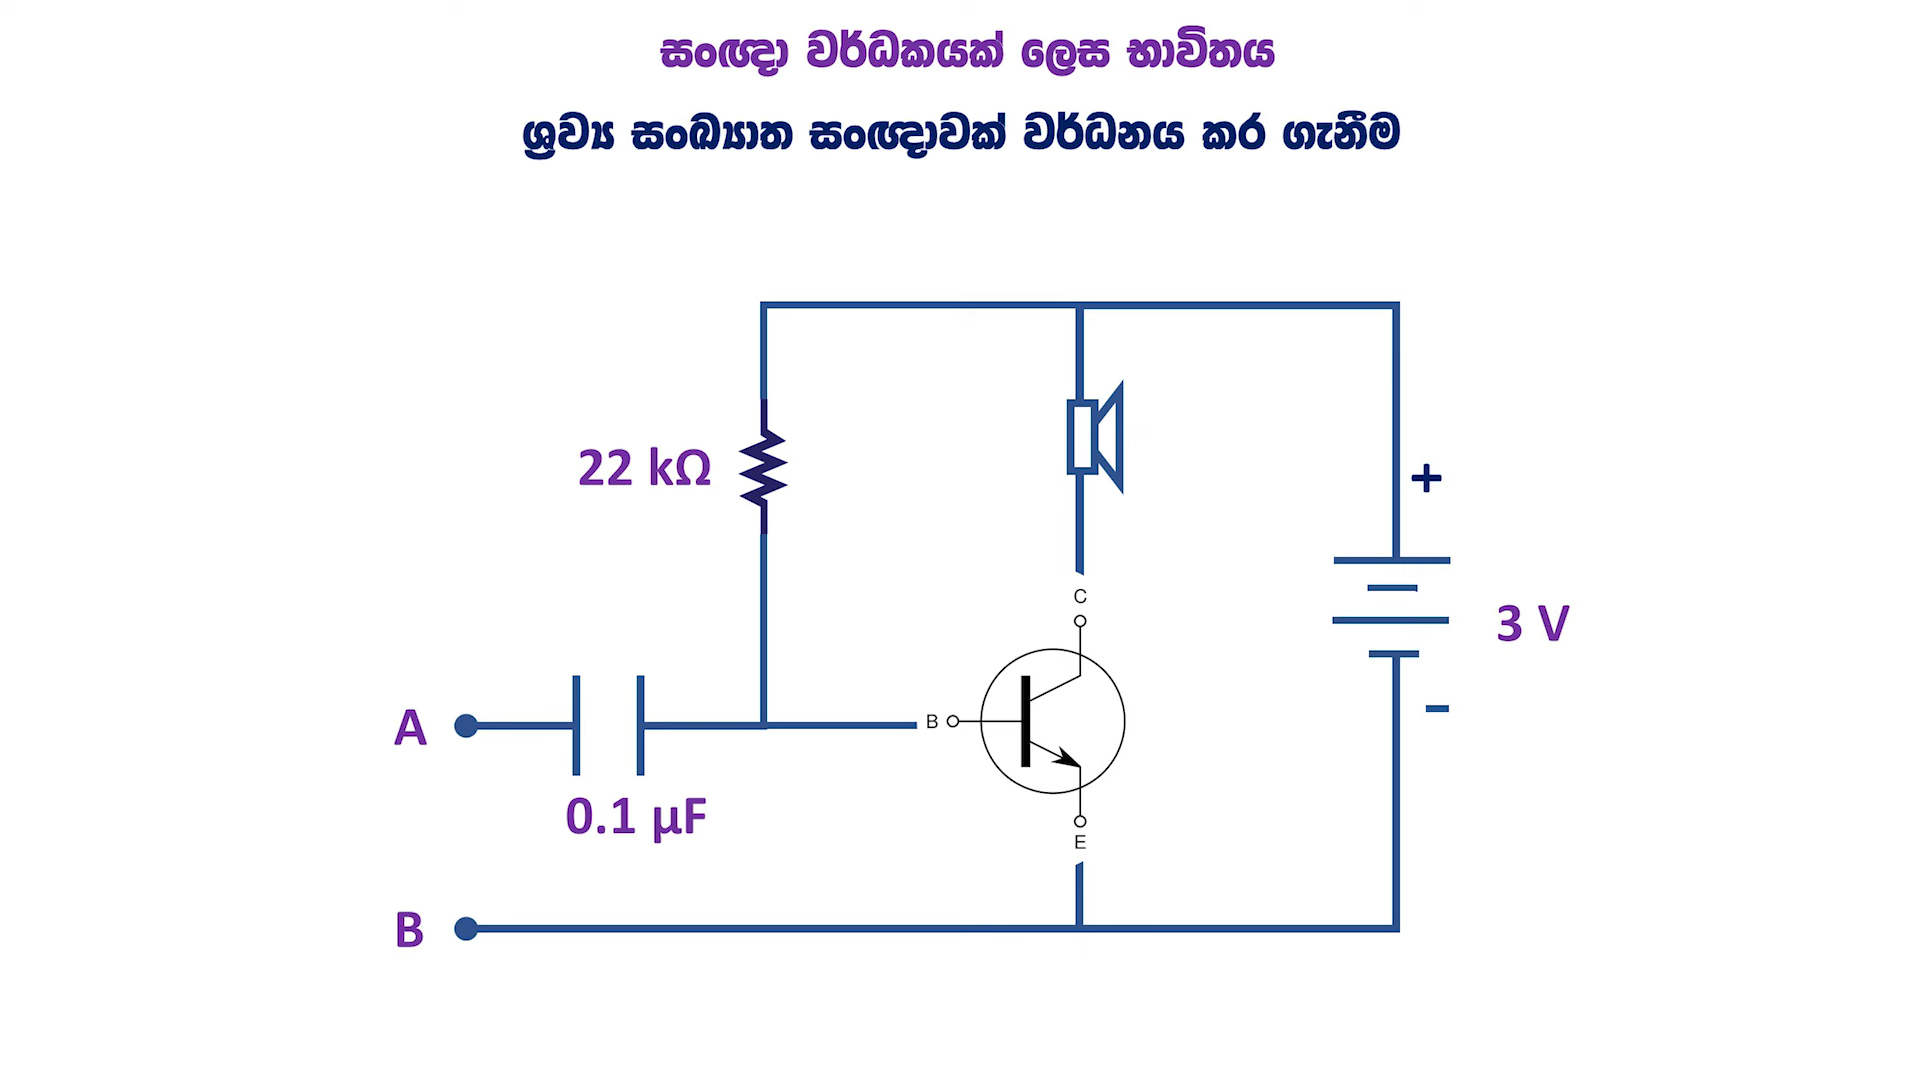 සංඥා වර්ධකයක් ලෙස භාවිතය
ශ්‍රව්‍ය සංඛ්‍යාත සංඥාවක් වර්ධනය කර ගැනීම
22 kΩ
+
C
3 V
A
B
0.1 µF
-
E
B